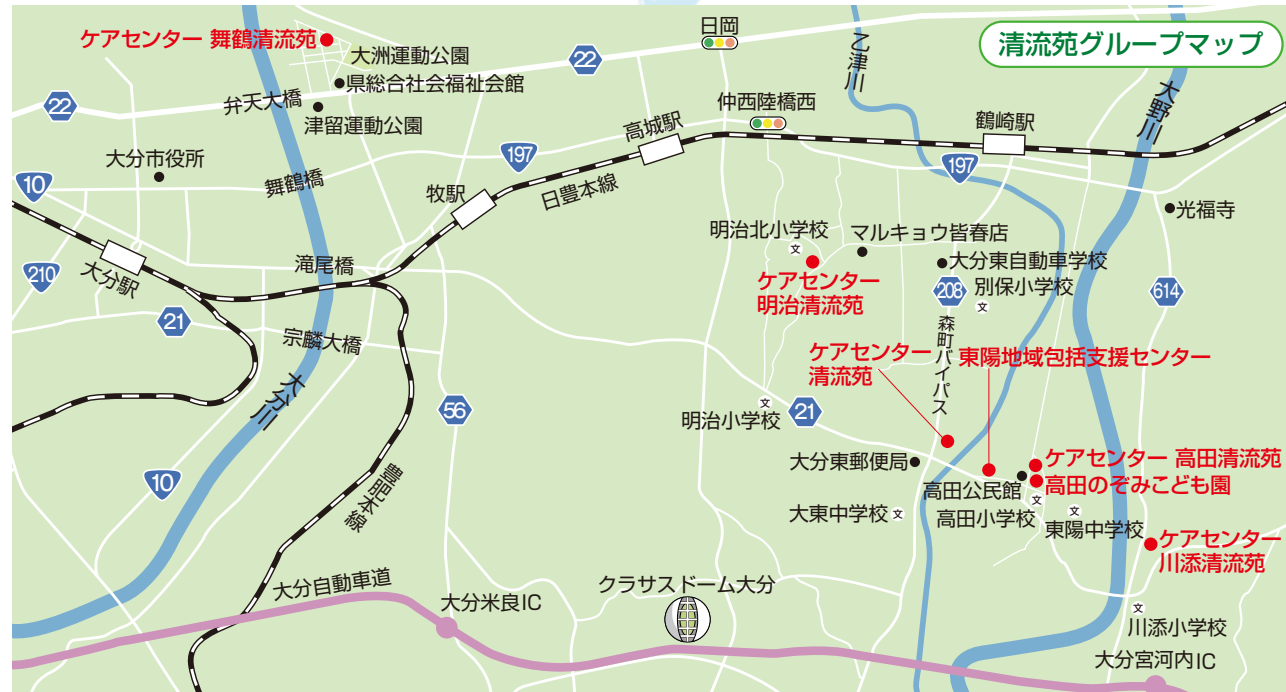 清流苑グループマップ
日岡
ケアセンター 舞鶴清流苑
大洲運動公園
22
乙津川
大野川
県総合社会福祉会館
22
弁天大橋
津留運動公園
仲西陸橋西
高城駅
鶴崎駅
大分市役所
197
197
10
舞鶴橋
牧駅
日豊本線
光福寺
明治北小学校
文
マルキョウ皆春店
大分東自動車学校
滝尾橋
210
大分駅
ケアセンター
明治清流苑
208
別保小学校
文
614
21
宗麟大橋
森町バイパス
ケアセンター
清流苑
東陽地域包括支援センター
大分川
56
文
明治小学校
21
大分東郵便局
ケアセンター 高田清流苑
高田公民館
高田のぞみこども園
10
豊肥本線
大東中学校
文
高田小学校
文
文
東陽中学校
ケアセンター
川添清流苑
大分自動車道
大分米良IC
クラサスドーム大分
文
川添小学校
大分宮河内IC